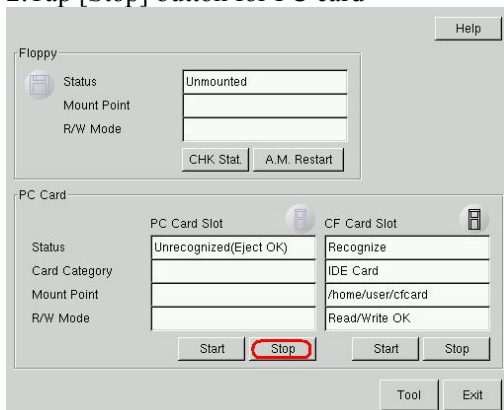 2.Tap [Stop] button for PC card
Help
Floppy
Status Unmounted
Mount Point
R/W Mode
CHK Stat. A.M. Restart
PC Card
PC Card Slot CF Card Slot
Status Unrecognized(Eject OK) Recognize
Card Category IDE Card
Mount Point /home/user/cfcard
R/W Mode Read/Write OK
Start Stop Start Stop
Tool Exit